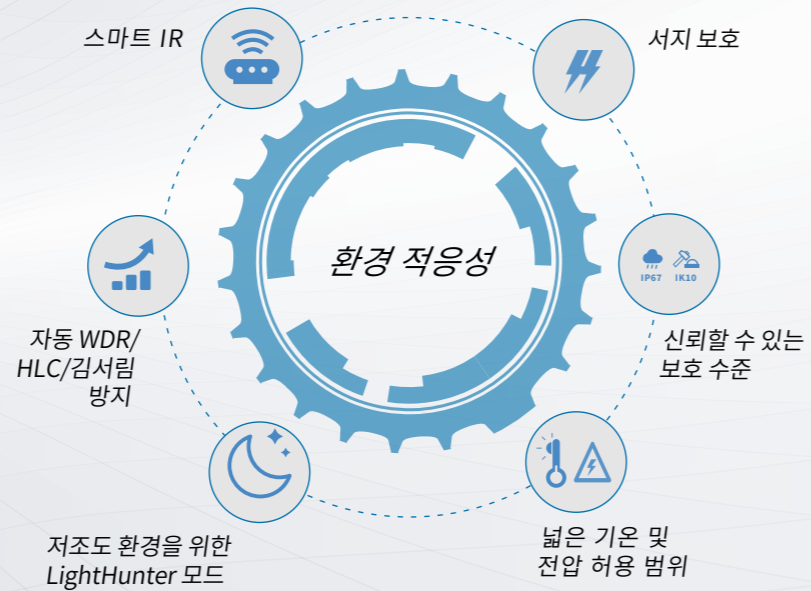 스마트 IR
서지 보호
환경 적응성
IP67 IK10
자동 WDR/
HLC/김서림
방지
신뢰할 수 있는
보호 수준
저조도 환경을 위한
LightHunter 모드
넓은 기온 및
전압 허용 범위